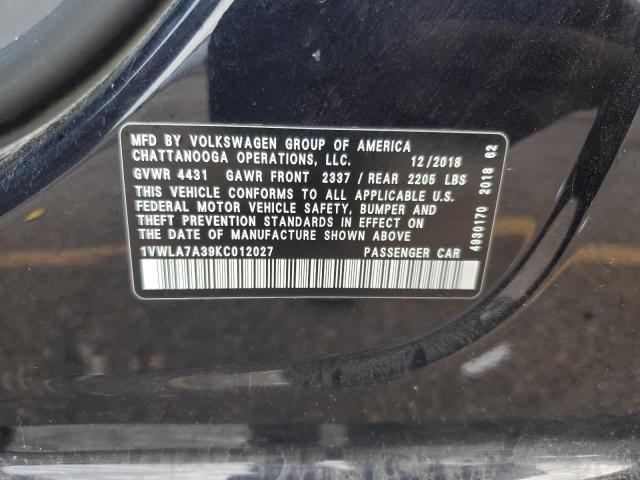 MFD BY VOLKSWAGEN GROUP OF AMERICA
CHATTANOOGA OPERATIONS, LLC. 12/2018
GVWR 4431 GAWR FRONT 2337 / REAR 2205 LBS
THIS VEHICLE CONFORMS TO ALL APPLICABLE U.S.
FEDERAL MOTOR VEHICLE SAFETY, BUMPER AND
THEFT PREVENTION STANDARDS IN EFFECT ON
THE DATE OF MANUFACTURE SHOWN ABOVE.
1VWLA7A39KC012027 PASSENGER CAR
4930170 2018 62